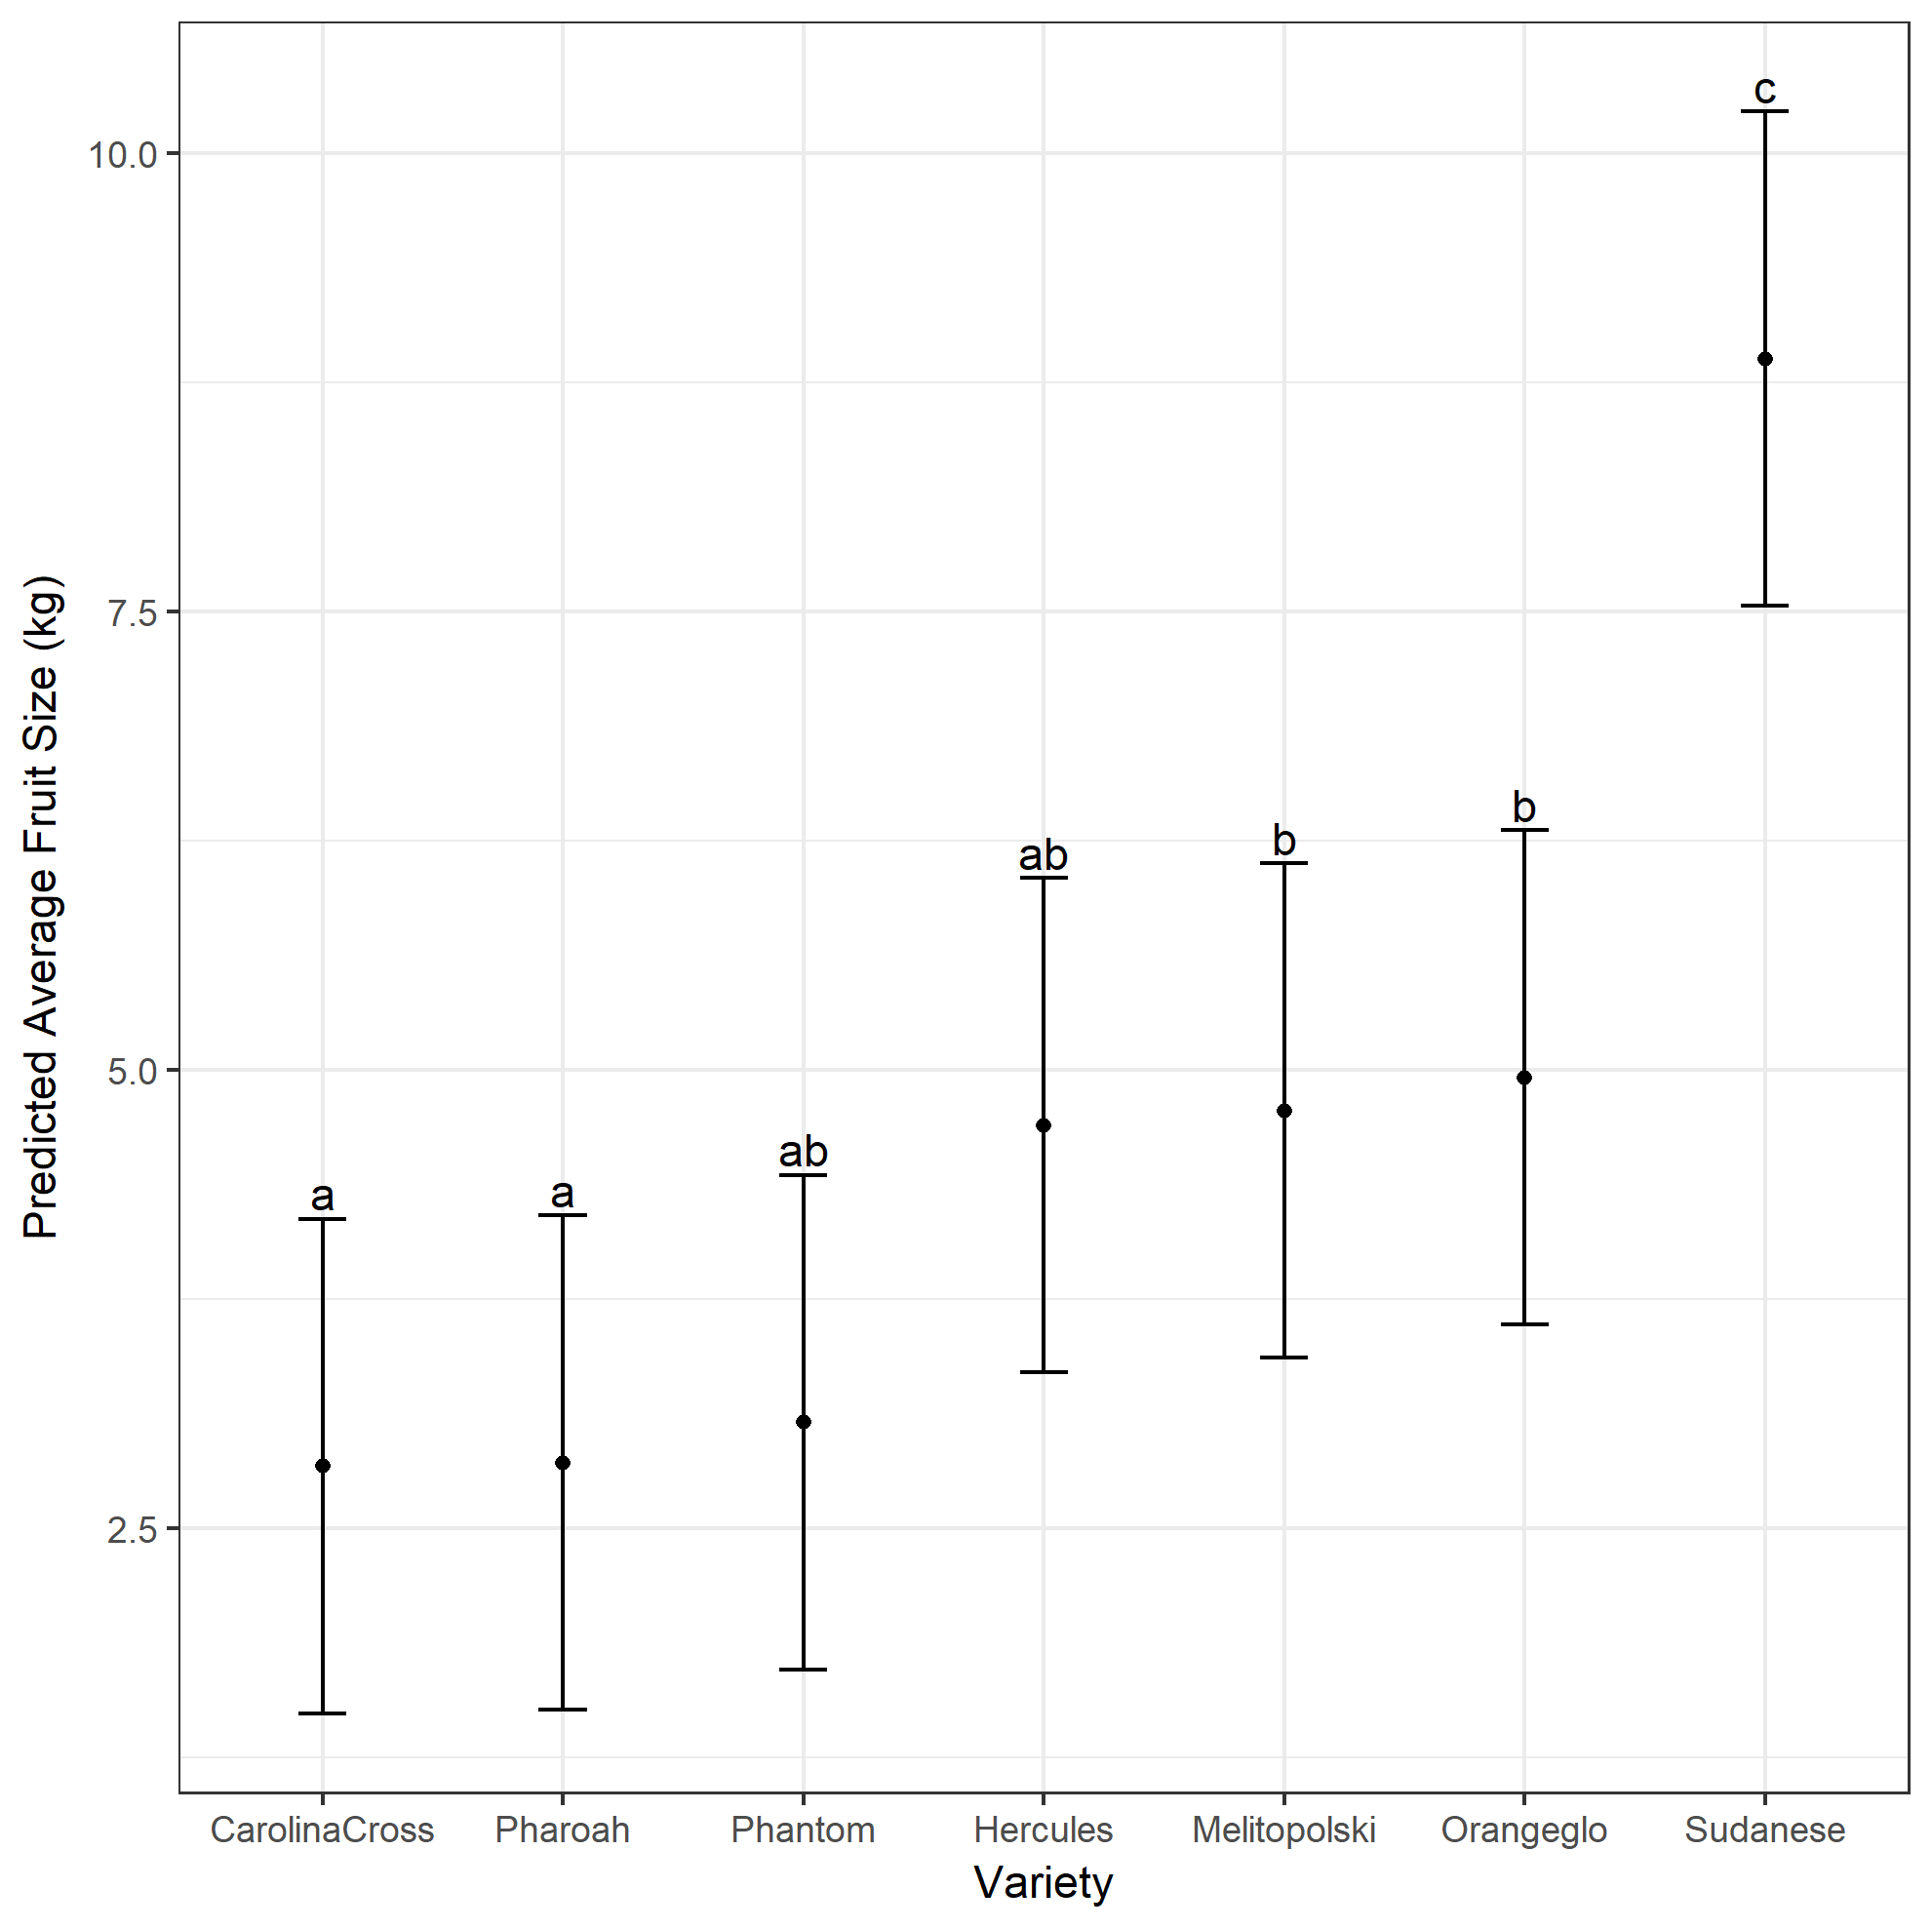 c
10.0
7.5
b
b
ab
5.0
ab
a
a
2.5
Predicted Average Fruit Size (kg)
CarolinaCross Pharoah Phantom Hercules Melitopolski Orangeglo Sudanese
Variety